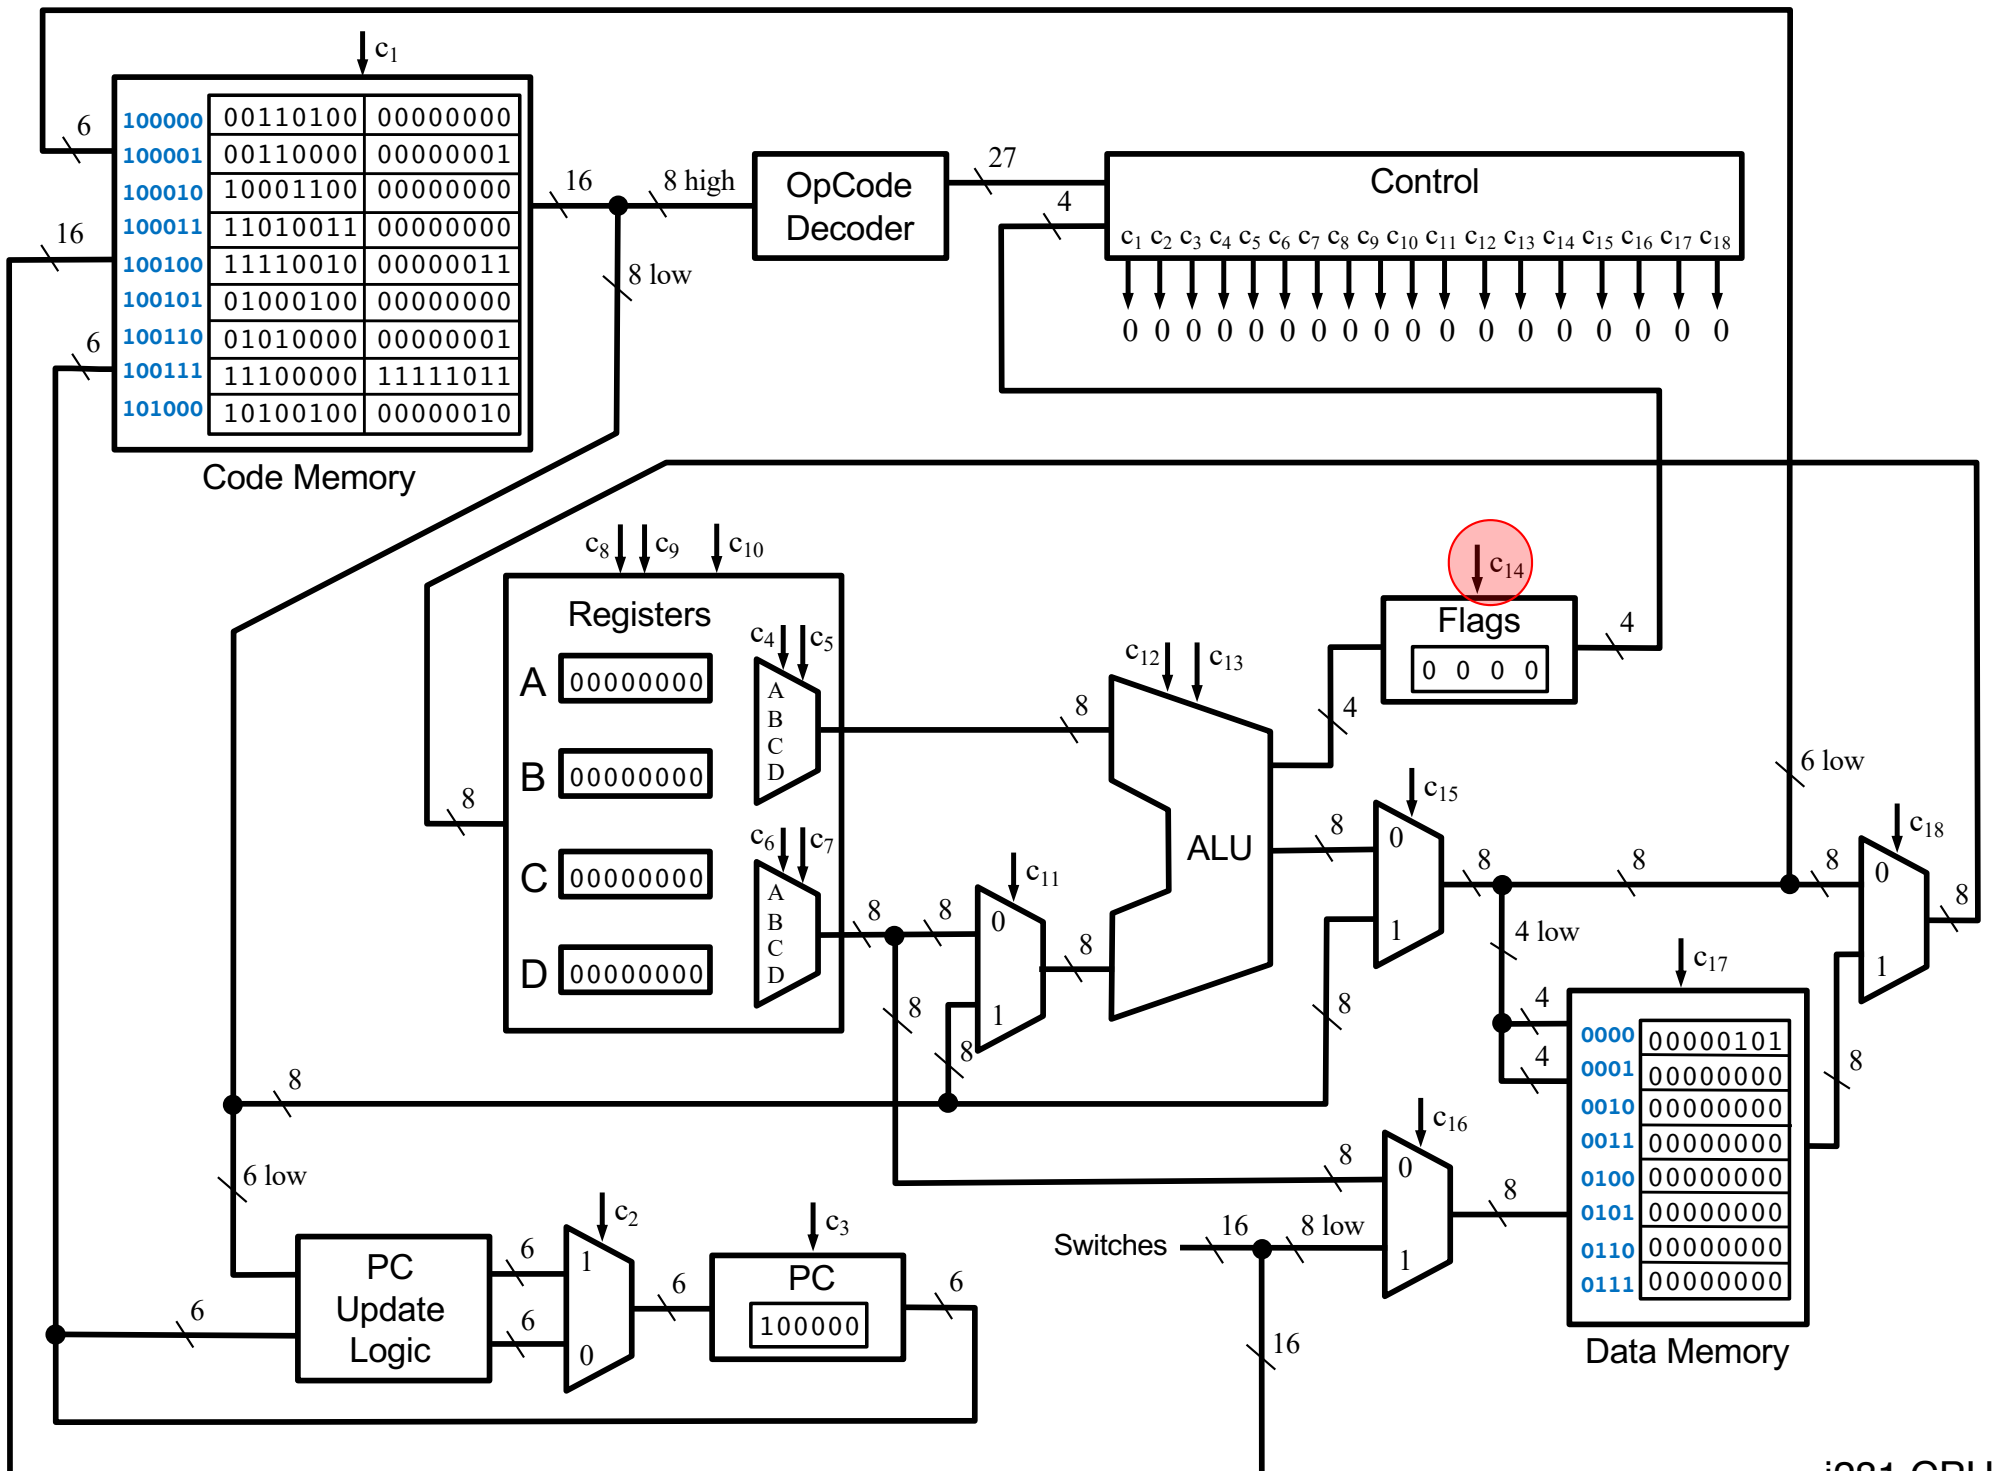 c1
100000 00110100 00000000
100001 00110000 00000001
100010 10001100 00000000
100011 11010011 00000000
100100 11110010 00000011
100101 01000100 00000000
100110 01010000 00000001
100111 11100000 11111011
101000 10100100 00000010
Code Memory
6
16
6
16
8 high
8 low
OpCode
Decoder
27
4
Control
c1 c2 c3 c4 c5 c6 c7 c8 c9 c10 c11 c12 c13 c14 c15 c16 c17 c18
0 0 0 0 0 0 0 0 0 0 0 0 0 0 0 0 0 0
c8 c9 c10
Registers
A 00000000
B 00000000
C 00000000
D 00000000
c4 c5
A
B
C
D
c6 c7
A
B
C
D
8
8
8
8
8
c11
0
1
8
8
c12 c13
ALU
4
c14
Flags
0 0 0 0
4
8
c15
0
1
8
8
8
6 low
8
c18
0
1
8
4 low
4
4
c17
0000 00000101
0001 00000000
0010 00000000
0011 00000000
0100 00000000
0101 00000000
0110 00000000
0111 00000000
Data Memory
8
8
6 low
PC
Update
Logic
6
6
6
c2
1
0
6
c3
PC
100000
6
Switches
16
8 low
16
8
c16
0
1
8